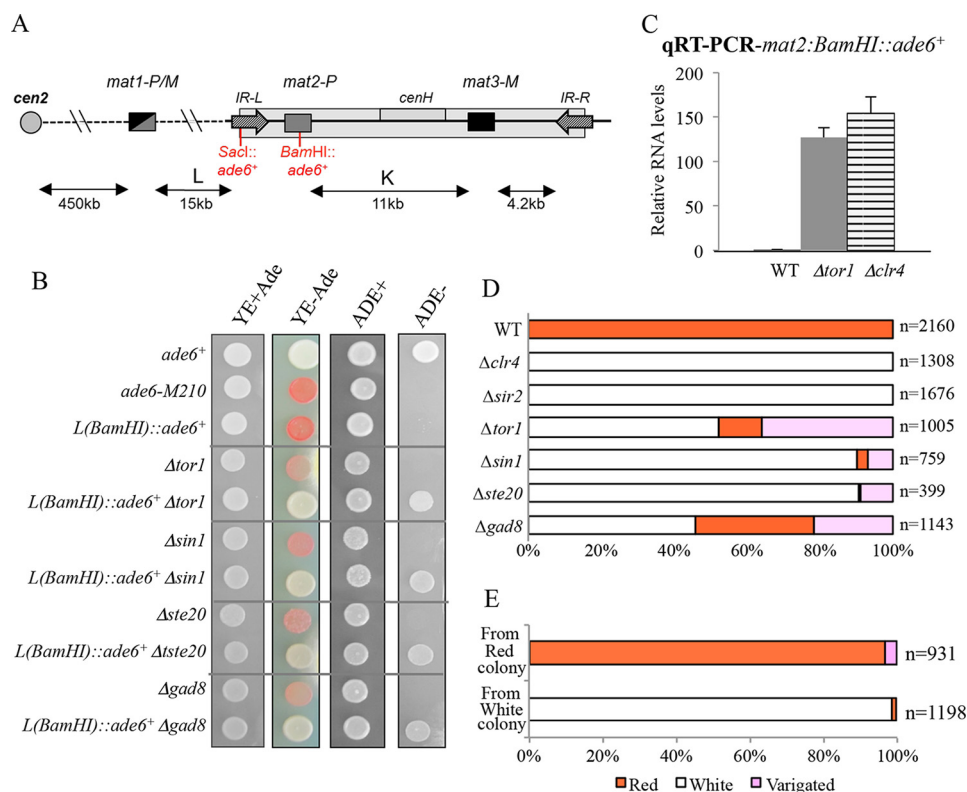 A
mat1-P/M
mat2-P
mat3-M
cen2
IR-L
cenH
IR-R
SacI::
ade6⁺
BamHI::
ade6⁺
L
K
450kb
15kb
11kb
4.2kb
C
qRT-PCR-mat2:BamHI::ade6⁺
Relative RNA levels
200
150
100
50
0
WT Δtor1 Δclr4
B
YE+Ade
YE-Ade
ADE+
ADE-
ade6⁺
ade6-M210
L(BamHI)::ade6⁺
Δtor1
L(BamHI)::ade6⁺ Δtor1
Δsin1
L(BamHI)::ade6⁺ Δsin1
Δste20
L(BamHI)::ade6⁺ Δtste20
Δgad8
L(BamHI)::ade6⁺ Δgad8
D
WT n=2160
Δclr4 n=1308
Δsir2 n=1676
Δtor1 n=1005
Δsin1 n=759
Δste20 n=399
Δgad8 n=1143
0% 20% 40% 60% 80% 100%
E
From
Red
colony
n=931
From
White
colony
n=1198
0% 20% 40% 60% 80% 100%
Red White Varigated